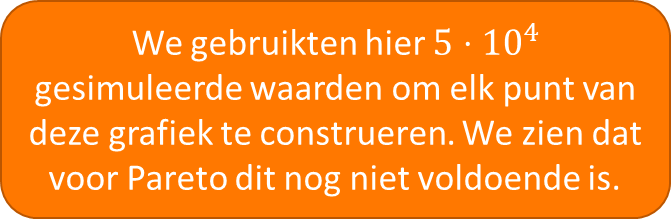 We gebruikten hier 5 · 10⁴
gesimuleerde waarden om elk punt van
deze grafiek te construeren. We zien dat
voor Pareto dit nog niet voldoende is.